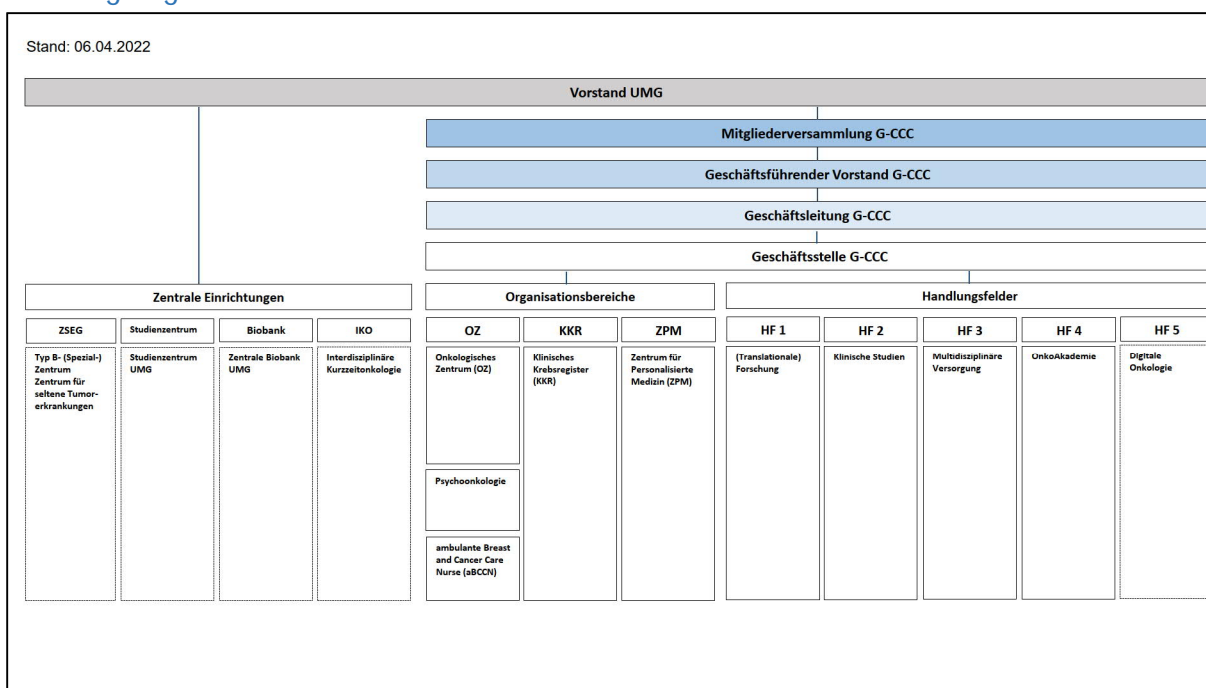 Stand: 06.04.2022
Vorstand UMG
Mitgliederversammlung G-CCC
Geschäftsführender Vorstand G-CCC
Geschäftsleitung G-CCC
Geschäftsstelle G-CCC
Zentrale Einrichtungen
Organisationsbereiche
Handlungsfelder
ZSEG
Studienzentrum
Biobank
IKO
OZ
KKR
ZPM
HF 1
HF 2
HF 3
HF 4
HF 5
Typ B- (Spezial-)
Zentrum
Zentrum für
seltene Tumor-
erkrankungen
Studienzentrum
UMG
Zentrale Biobank
UMG
Interdisziplinäre
Kurzzeitonkologie
Onkologisches
Zentrum (OZ)
Psychoonkologie
ambulante Breast
and Cancer Care
Nurse (aBCCN)
Klinisches
Krebsregister
(KKR)
Zentrum für
Personalisierte
Medizin (ZPM)
(Translationale)
Forschung
Klinische Studien
Multidisziplinäre
Versorgung
OnkoAkademie
Digitale
Onkologie